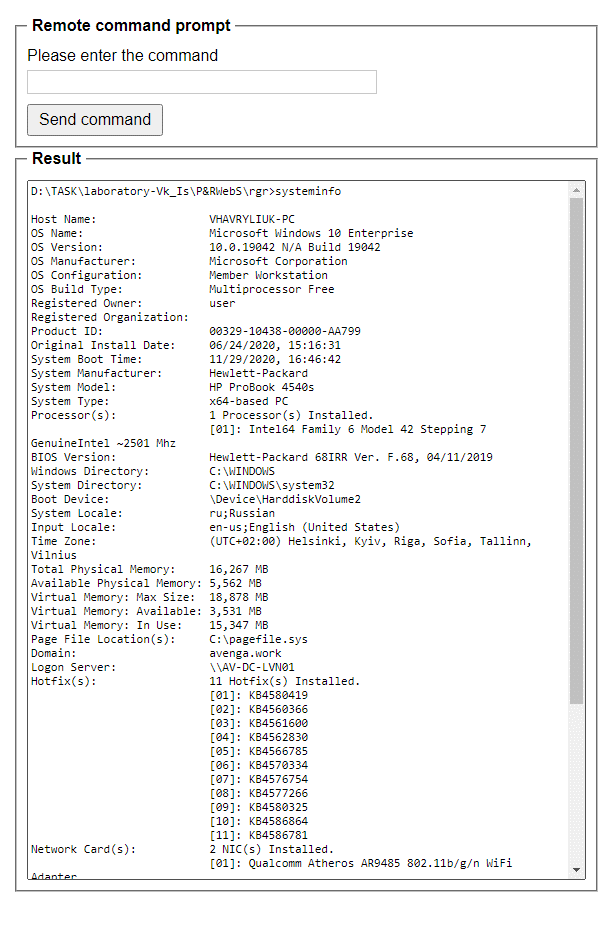 Remote command prompt
Please enter the command
Send command
Result
D:\TASK\laboratory-Vk_Is\P&RWebS\rgr>systeminfo
Host Name: VHAVRYLIUK-PC
OS Name: Microsoft Windows 10 Enterprise
OS Version: 10.0.19042 N/A Build 19042
OS Manufacturer: Microsoft Corporation
OS Configuration: Member Workstation
OS Build Type: Multiprocessor Free
Registered Owner: user
Registered Organization:
Product ID: 00329-10438-00000-AA799
Original Install Date: 06/24/2020, 15:16:31
System Boot Time: 11/29/2020, 16:46:42
System Manufacturer: Hewlett-Packard
System Model: HP ProBook 4540s
System Type: x64-based PC
Processor(s): 1 Processor(s) Installed.
[01]: Intel64 Family 6 Model 42 Stepping 7
GenuineIntel ~2501 Mhz
BIOS Version: Hewlett-Packard 68IRR Ver. F.68, 04/11/2019
Windows Directory: C:\WINDOWS
System Directory: C:\WINDOWS\system32
Boot Device: \Device\HarddiskVolume2
System Locale: ru;Russian
Input Locale: en-us;English (United States)
Time Zone: (UTC+02:00) Helsinki, Kyiv, Riga, Sofia, Tallinn,
Vilnius
Total Physical Memory: 16,267 MB
Available Physical Memory: 5,562 MB
Virtual Memory: Max Size: 18,878 MB
Virtual Memory: Available: 3,531 MB
Virtual Memory: In Use: 15,347 MB
Page File Location(s): C:\pagefile.sys
Domain: avenga.work
Logon Server: \\AV-DC-LVN01
Hotfix(s): 11 Hotfix(s) Installed.
[01]: KB4580419
[02]: KB4560366
[03]: KB4561600
[04]: KB4562830
[05]: KB4566785
[06]: KB4570334
[07]: KB4576754
[08]: KB4577266
[09]: KB4580325
[10]: KB4586864
[11]: KB4586781
Network Card(s): 2 NIC(s) Installed.
[01]: Qualcomm Atheros AR9485 802.11b/g/n WiFi
Adapter